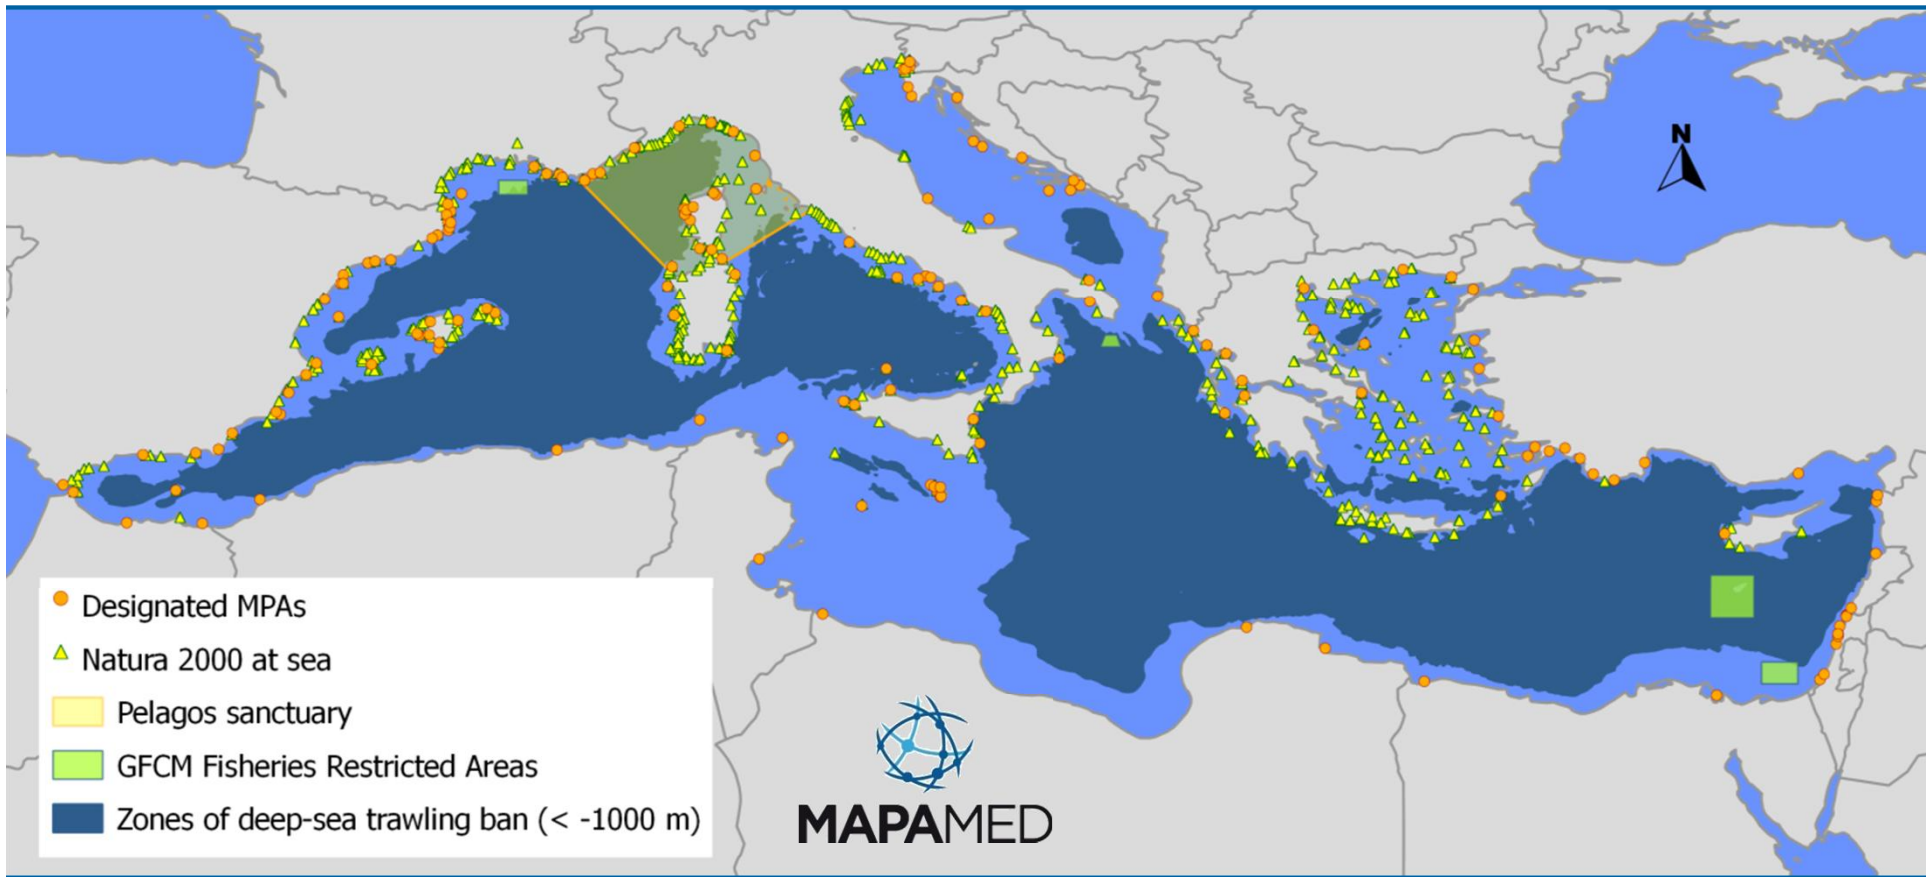 N
Designated MPAs
Natura 2000 at sea
Pelagos sanctuary
GFCM Fisheries Restricted Areas
Zones of deep-sea trawling ban (< -1000 m)
MAPAMED